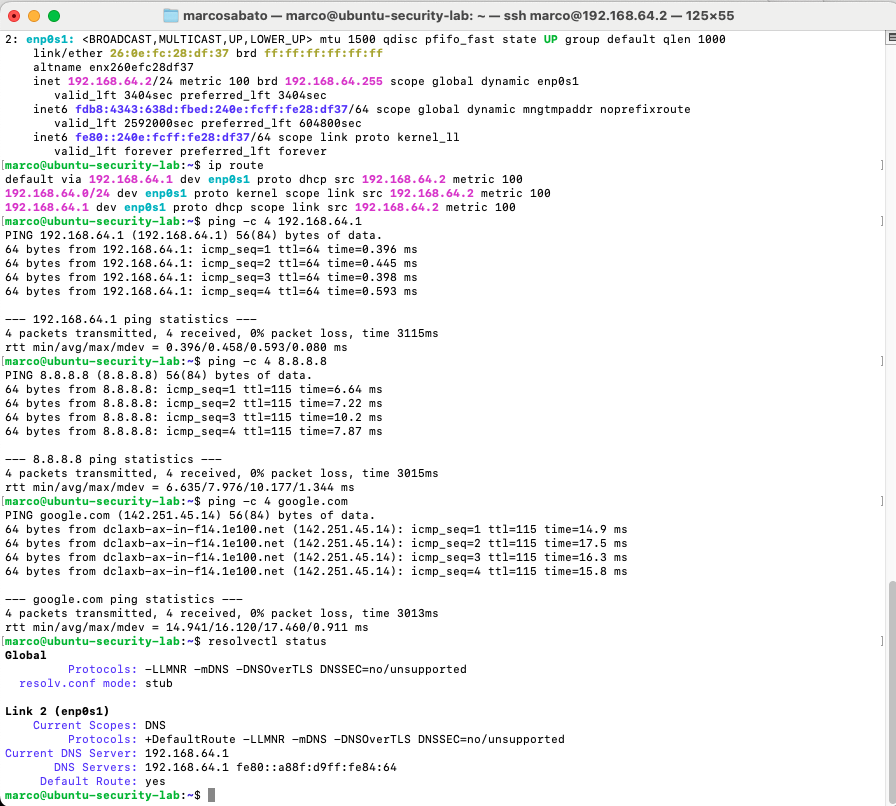 marcosabato — marco@ubuntu-security-lab: ~ — ssh marco@192.168.64.2 — 125×55
2: enp0s1: <BROADCAST,MULTICAST,UP,LOWER_UP> mtu 1500 qdisc pfifo_fast state UP group default qlen 1000
    link/ether 26:0e:fc:28:df:37 brd ff:ff:ff:ff:ff:ff
    altname enx260efc28df37
    inet 192.168.64.2/24 metric 100 brd 192.168.64.255 scope global dynamic enp0s1
       valid_lft 3404sec preferred_lft 3404sec
    inet6 fdb8:4343:638d:fbed:240e:fcff:fe28:df37/64 scope global dynamic mngtmpaddr noprefixroute
       valid_lft 2592000sec preferred_lft 604800sec
    inet6 fe80::240e:fcff:fe28:df37/64 scope link proto kernel_ll
       valid_lft forever preferred_lft forever
[marco@ubuntu-security-lab:~$ ip route ]
default via 192.168.64.1 dev enp0s1 proto dhcp src 192.168.64.2 metric 100
192.168.64.0/24 dev enp0s1 proto kernel scope link src 192.168.64.2 metric 100
192.168.64.1 dev enp0s1 proto dhcp scope link src 192.168.64.2 metric 100
[marco@ubuntu-security-lab:~$ ping -c 4 192.168.64.1 ]
PING 192.168.64.1 (192.168.64.1) 56(84) bytes of data.
64 bytes from 192.168.64.1: icmp_seq=1 ttl=64 time=0.396 ms
64 bytes from 192.168.64.1: icmp_seq=2 ttl=64 time=0.445 ms
64 bytes from 192.168.64.1: icmp_seq=3 ttl=64 time=0.398 ms
64 bytes from 192.168.64.1: icmp_seq=4 ttl=64 time=0.593 ms

--- 192.168.64.1 ping statistics ---
4 packets transmitted, 4 received, 0% packet loss, time 3115ms
rtt min/avg/max/mdev = 0.396/0.458/0.593/0.080 ms
[marco@ubuntu-security-lab:~$ ping -c 4 8.8.8.8 ]
PING 8.8.8.8 (8.8.8.8) 56(84) bytes of data.
64 bytes from 8.8.8.8: icmp_seq=1 ttl=115 time=6.64 ms
64 bytes from 8.8.8.8: icmp_seq=2 ttl=115 time=7.22 ms
64 bytes from 8.8.8.8: icmp_seq=3 ttl=115 time=10.2 ms
64 bytes from 8.8.8.8: icmp_seq=4 ttl=115 time=7.87 ms

--- 8.8.8.8 ping statistics ---
4 packets transmitted, 4 received, 0% packet loss, time 3015ms
rtt min/avg/max/mdev = 6.635/7.976/10.177/1.344 ms
[marco@ubuntu-security-lab:~$ ping -c 4 google.com ]
PING google.com (142.251.45.14) 56(84) bytes of data.
64 bytes from dclaxb-ax-in-f14.1e100.net (142.251.45.14): icmp_seq=1 ttl=115 time=14.9 ms
64 bytes from dclaxb-ax-in-f14.1e100.net (142.251.45.14): icmp_seq=2 ttl=115 time=17.5 ms
64 bytes from dclaxb-ax-in-f14.1e100.net (142.251.45.14): icmp_seq=3 ttl=115 time=16.3 ms
64 bytes from dclaxb-ax-in-f14.1e100.net (142.251.45.14): icmp_seq=4 ttl=115 time=15.8 ms

--- google.com ping statistics ---
4 packets transmitted, 4 received, 0% packet loss, time 3013ms
rtt min/avg/max/mdev = 14.941/16.120/17.460/0.911 ms
[marco@ubuntu-security-lab:~$ resolvectl status ]
Global
         Protocols: -LLMNR -mDNS -DNSOverTLS DNSSEC=no/unsupported
  resolv.conf mode: stub

Link 2 (enp0s1)
    Current Scopes: DNS
         Protocols: +DefaultRoute -LLMNR -mDNS -DNSOverTLS DNSSEC=no/unsupported
Current DNS Server: 192.168.64.1
       DNS Servers: 192.168.64.1 fe80::a88f:d9ff:fe84:64
     Default Route: yes
marco@ubuntu-security-lab:~$